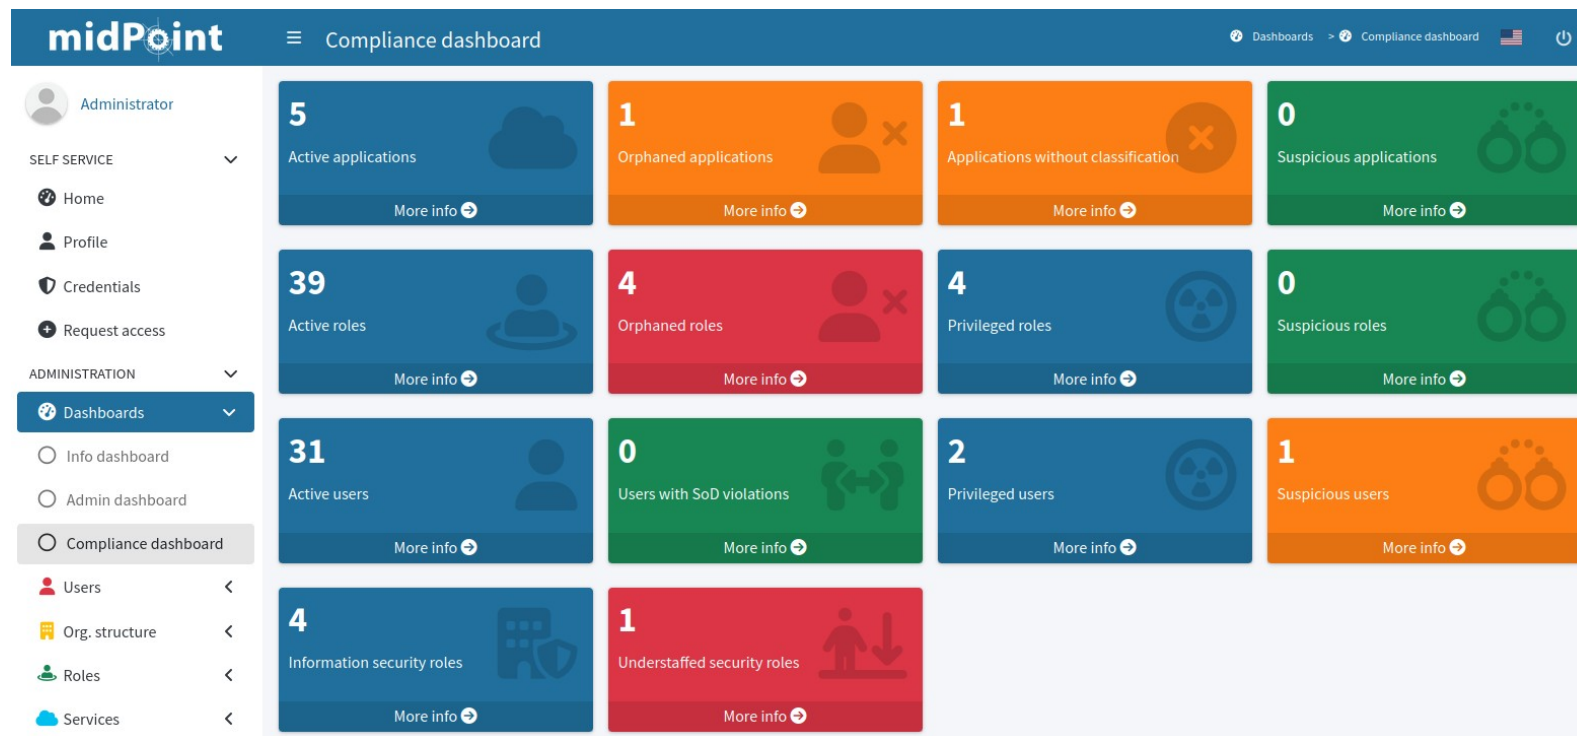 midPoint
Compliance dashboard
Dashboards > Compliance dashboard
Administrator
SELF SERVICE
Home
Profile
Credentials
Request access
ADMINISTRATION
Dashboards
Info dashboard
Admin dashboard
Compliance dashboard
Users
Org. structure
Roles
Services
5
Active applications
More info
1
Orphaned applications
More info
1
Applications without classification
More info
0
Suspicious applications
More info
39
Active roles
More info
4
Orphaned roles
More info
4
Privileged roles
More info
0
Suspicious roles
More info
31
Active users
More info
0
Users with SoD violations
More info
2
Privileged users
More info
1
Suspicious users
More info
4
Information security roles
More info
1
Understaffed security roles
More info